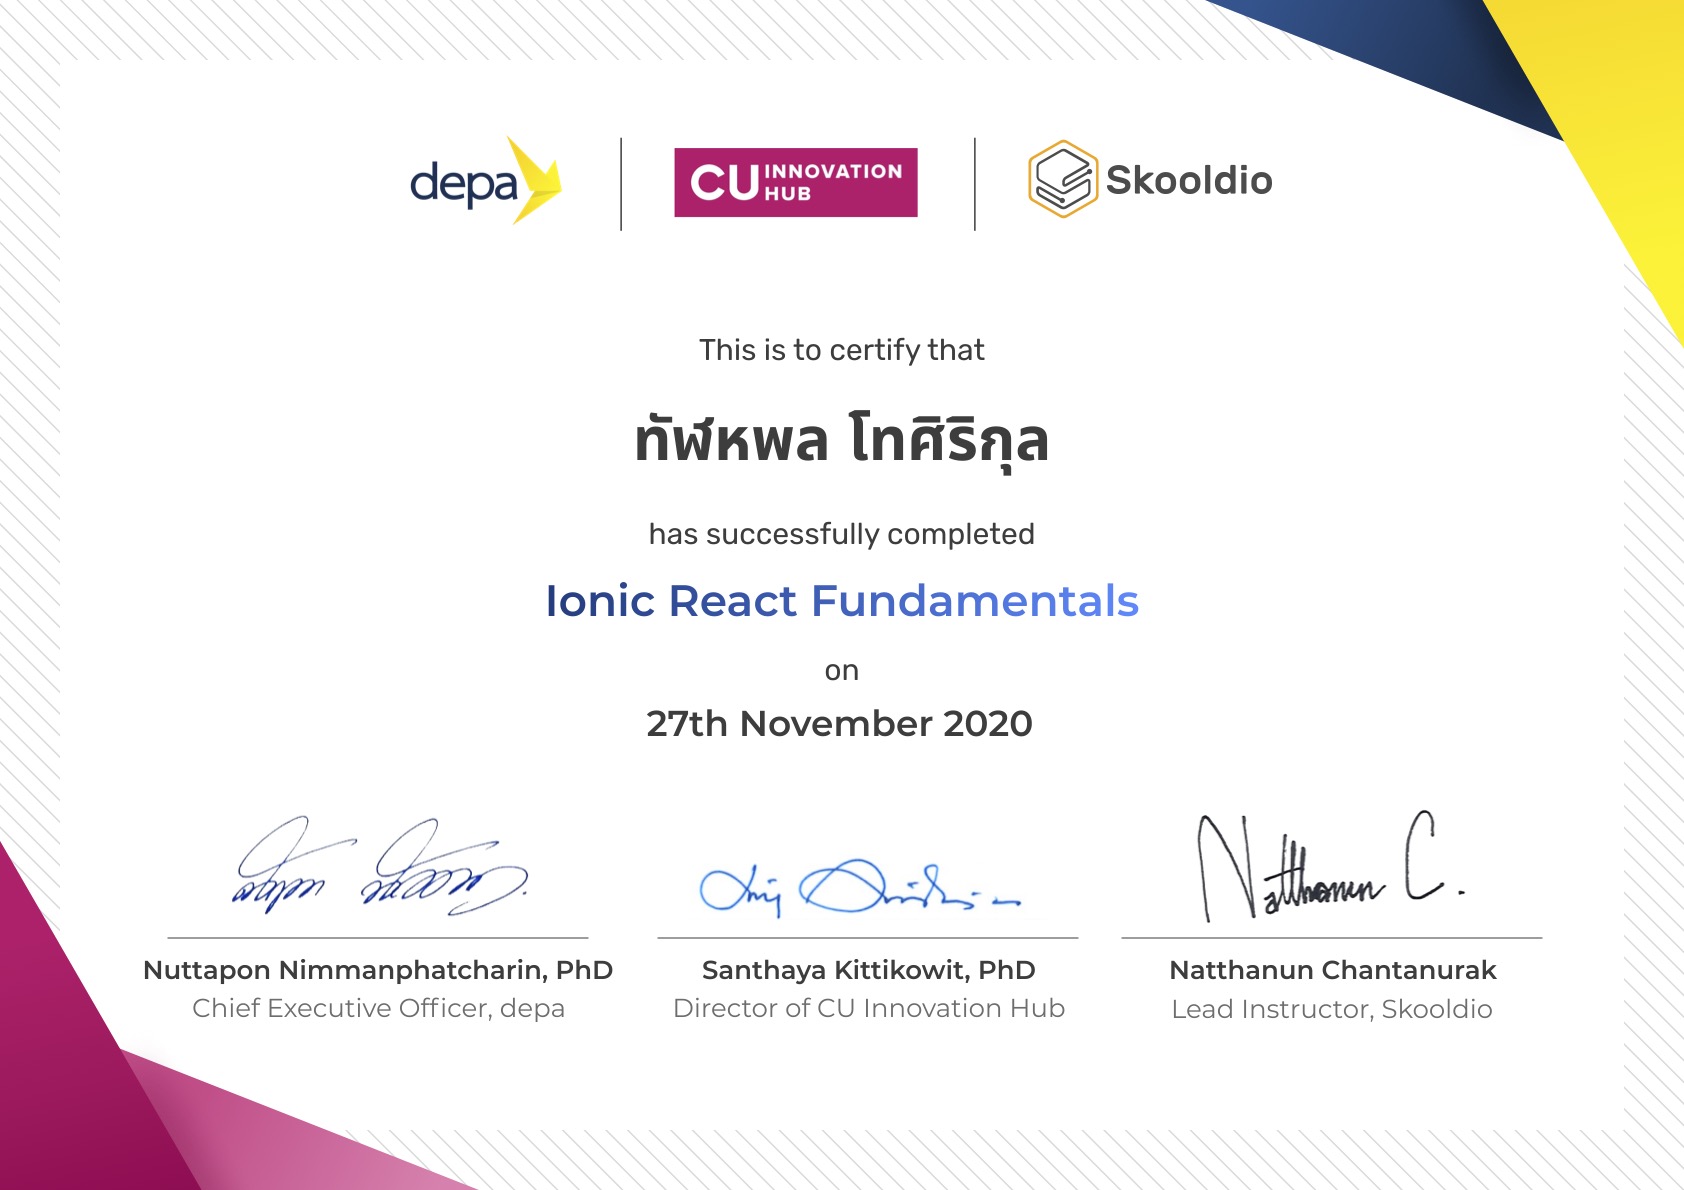 depa
CU INNOVATION HUB
Skooldio
This is to certify that
ทัฬหพล โทศิริกุล
has successfully completed
Ionic React Fundamentals
on
27th November 2020
Natthanun C.
Nuttapon Nimmanphatcharin, PhD
Chief Executive Officer, depa
Santhaya Kittikowit, PhD
Director of CU Innovation Hub
Natthanun Chantanurak
Lead Instructor, Skooldio